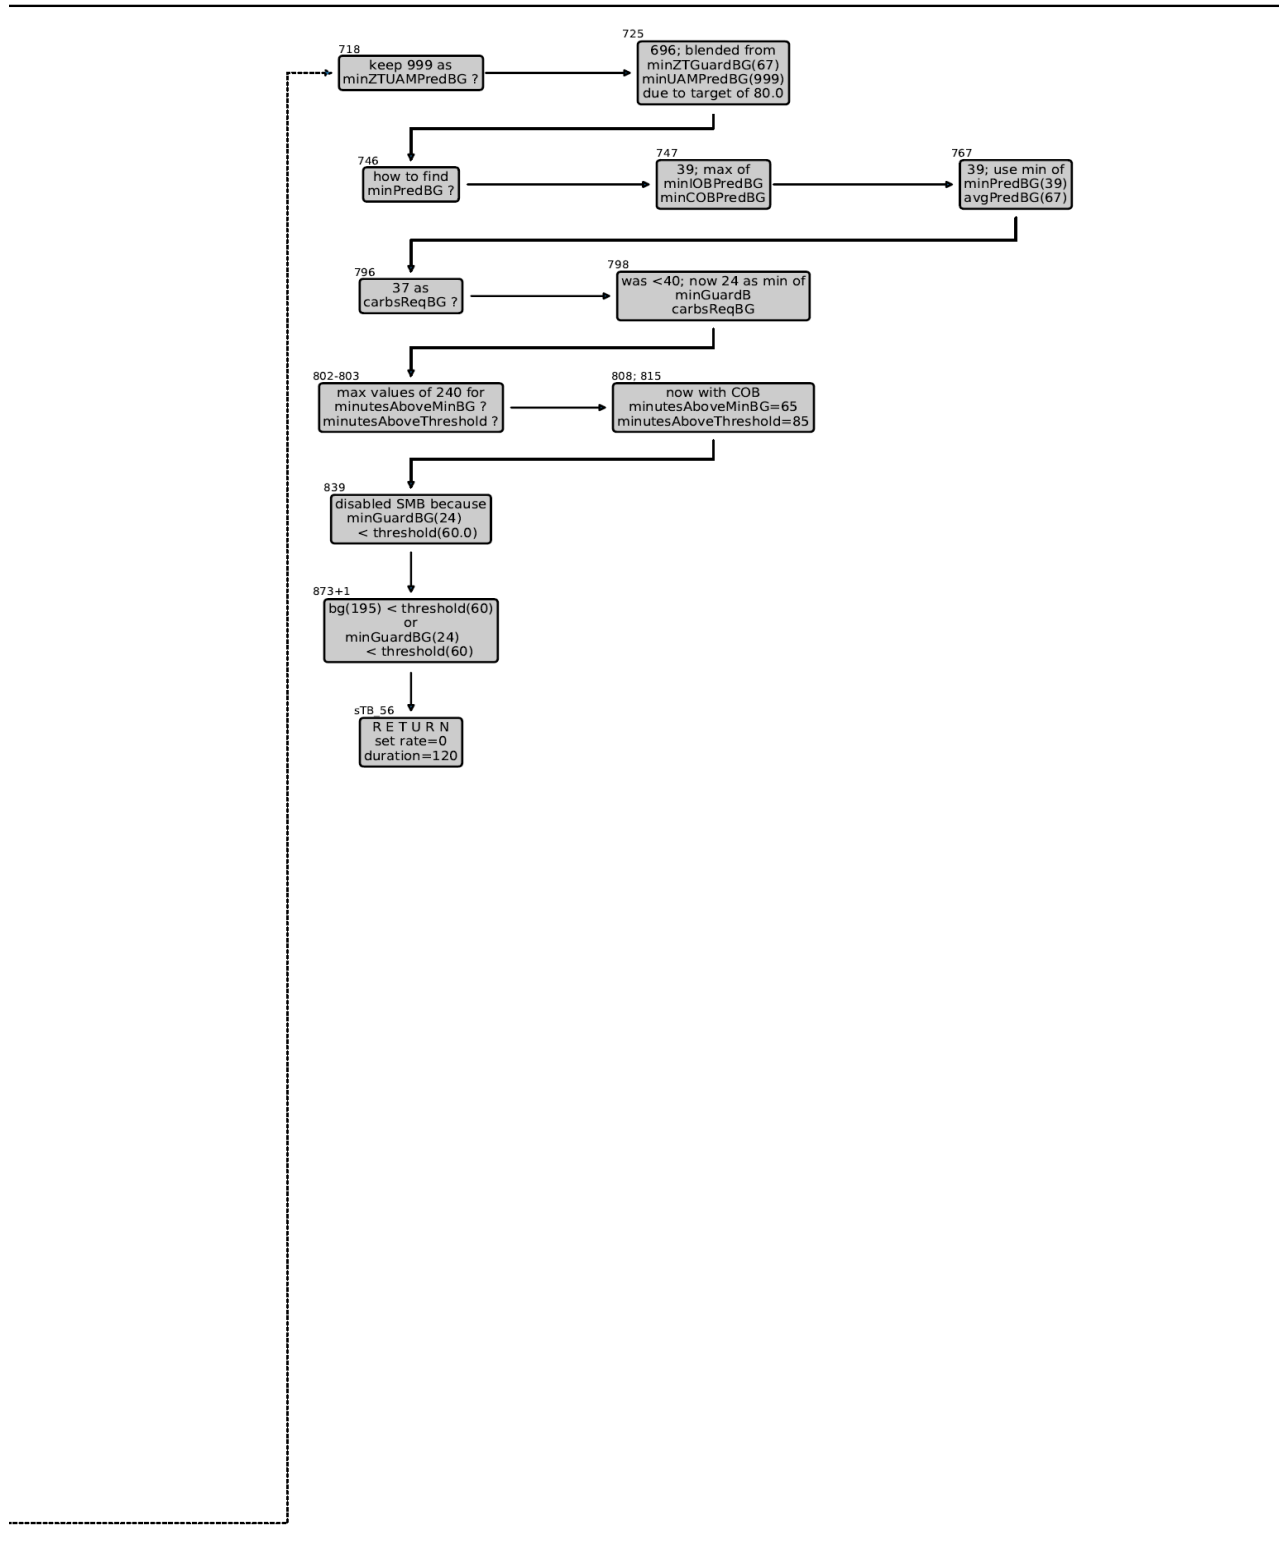 718
keep 999 as
minZTUAMPredBG ?
725
696; blended from
minZTGuardBG(67)
minUAMPredBG(999)
due to target of 80.0
746
how to find
minPredBG ?
747
39; max of
minIOBPredBG
minCOBPredBG
767
39; use min of
minPredBG(39)
avgPredBG(67)
796
37 as
carbsReqBG ?
798
was <40; now 24 as min of
minGuardB
carbsReqBG
802-803
max values of 240 for
minutesAboveMinBG ?
minutesAboveThreshold ?
808; 815
now with COB
minutesAboveMinBG=65
minutesAboveThreshold=85
839
disabled SMB because
minGuardBG(24)
< threshold(60.0)
873+1
bg(195) < threshold(60)
or
minGuardBG(24)
< threshold(60)
sTB_56
R E T U R N
set rate=0
duration=120